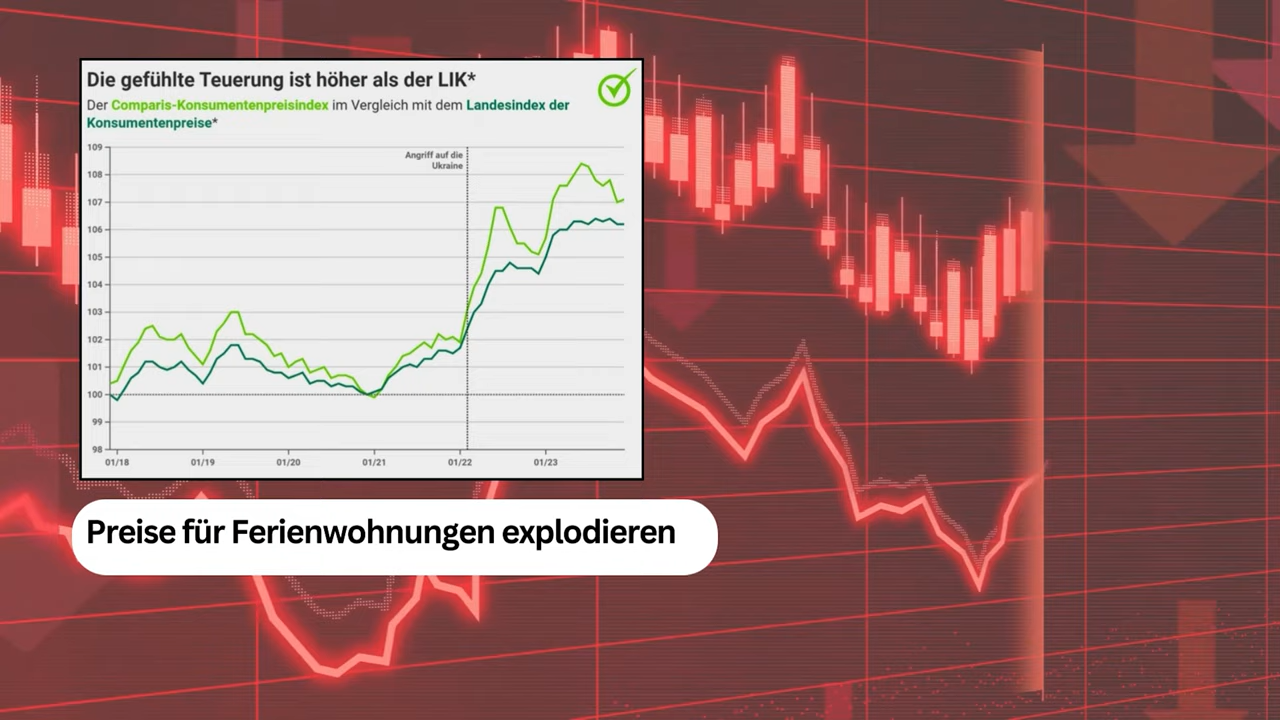 Die gefühlte Teuerung ist höher als der LIK*
Der Comparis-Konsumentenpreisindex im Vergleich mit dem Landesindex der
Konsumentenpreise*
109
108
107
106
105
104
103
102
101
100
99
98
Angriff auf die
Ukraine
01/18 01/19 01/20 01/21 01/22 01/23
Preise für Ferienwohnungen explodieren